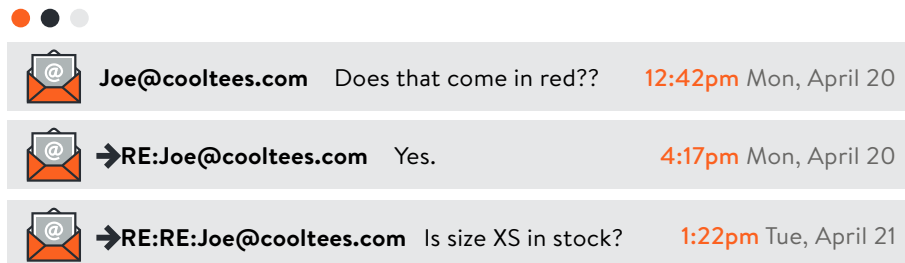 @ Joe@cooltees.com Does that come in red?? 12:42pm Mon, April 20
@ →RE:Joe@cooltees.com Yes. 4:17pm Mon, April 20
@ →RE:RE:Joe@cooltees.com Is size XS in stock? 1:22pm Tue, April 21